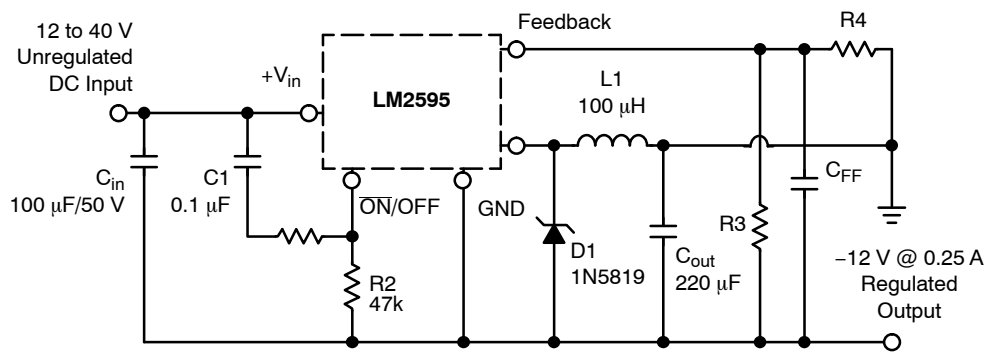 12 to 40 V
Unregulated
DC Input
+Vin
LM2595
Feedback
R4
L1
100 μH
Cin
100 μF/50 V
C1
0.1 μF
ON/OFF
GND
R2
47k
D1
1N5819
Cout
220 μF
R3
CFF
−12 V @ 0.25 A
Regulated
Output